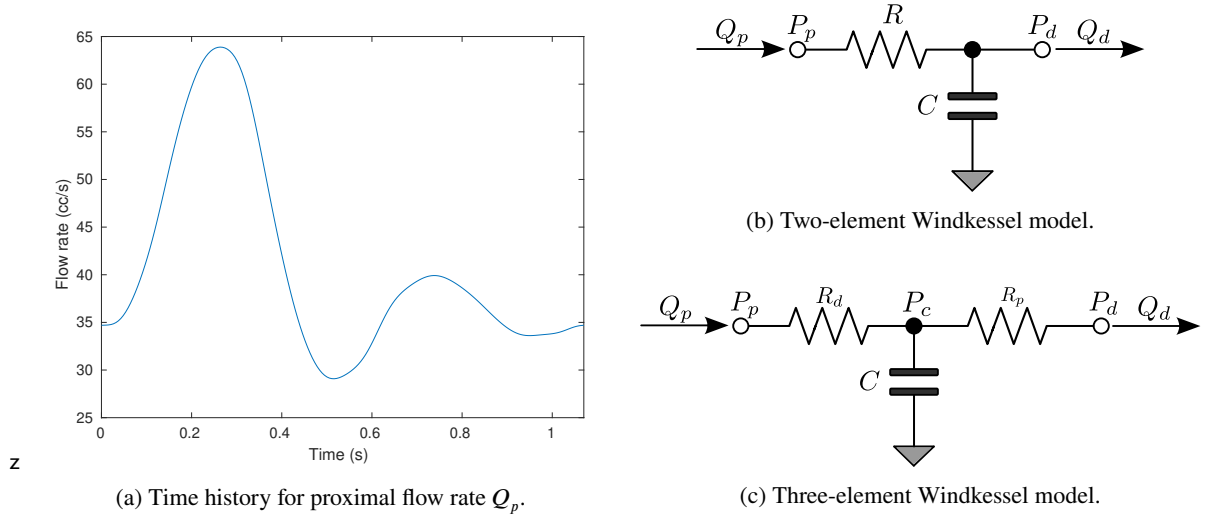 65
60
55
50
45
40
35
30
25
0
0.2
0.4
0.6
0.8
1
Flow rate (cc/s)
Time (s)
z
(a) Time history for proximal flow rate Q_p.
Q_p
P_p
R
P_d
Q_d
C
(b) Two-element Windkessel model.
Q_p
P_p
R_d
P_c
R_p
P_d
Q_d
C
(c) Three-element Windkessel model.